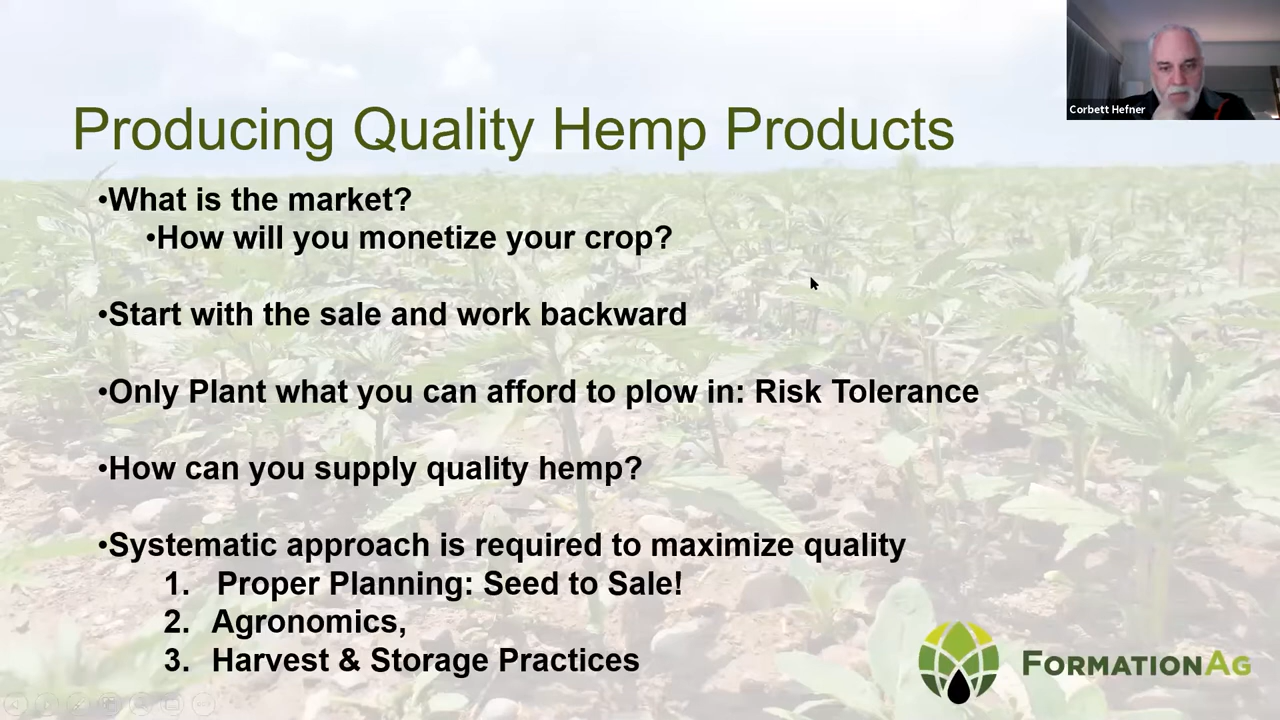 Corbett Hefner
Producing Quality Hemp Products
•What is the market?
•How will you monetize your crop?
•Start with the sale and work backward
•Only Plant what you can afford to plow in: Risk Tolerance
•How can you supply quality hemp?
•Systematic approach is required to maximize quality
1. Proper Planning: Seed to Sale!
2. Agronomics,
3. Harvest & Storage Practices
FORMATIONAG